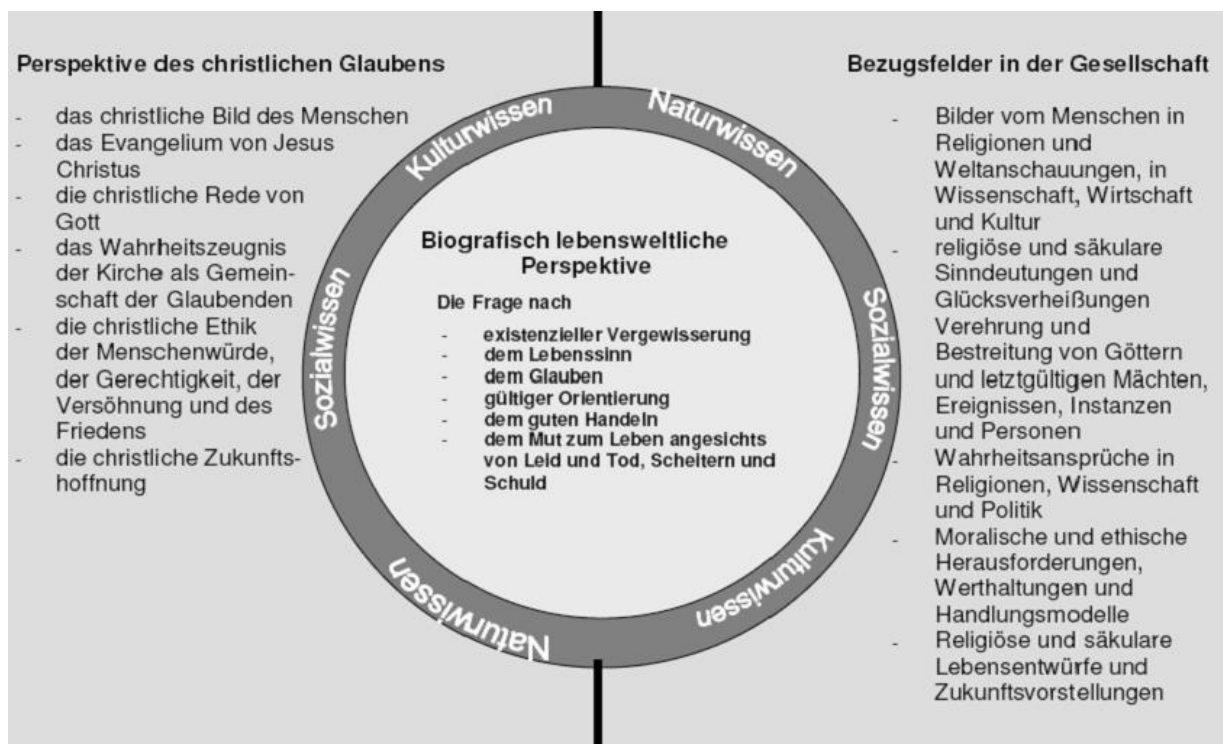 Perspektive des christlichen Glaubens
- das christliche Bild des Menschen
- das Evangelium von Jesus
Christus
- die christliche Rede von
Gott
- das Wahrheitszeugnis
der Kirche als Gemein-
schaft der Glaubenden
- die christliche Ethik
der Menschenwürde,
der Gerechtigkeit, der
Versöhnung und des
Friedens
- die christliche Zukunfts-
hoffnung
Kulturwissen
Naturwissen
Sozialwissen
Sozialwissen
Naturwissen
Kulturwissen
Biografisch lebensweltliche
Perspektive
Die Frage nach
- existenzieller Vergewisserung
- dem Lebenssinn
- dem Glauben
- gültiger Orientierung
- dem guten Handeln
- dem Mut zum Leben angesichts
von Leid und Tod, Scheitern und
Schuld
Bezugsfelder in der Gesellschaft
- Bilder vom Menschen in
Religionen und
Weltanschauungen, in
Wissenschaft, Wirtschaft
und Kultur
- religiöse und säkulare
Sinndeutungen und
Glücksverheißungen
- Verehrung und
Bestreitung von Göttern
und letztgültigen Mächten,
Ereignissen, Instanzen
und Personen
- Wahrheitsansprüche in
Religionen, Wissenschaft
und Politik
- Moralische und ethische
Herausforderungen,
Werthaltungen und
Handlungsmodelle
- Religiöse und säkulare
Lebensentwürfe und
Zukunftsvorstellungen